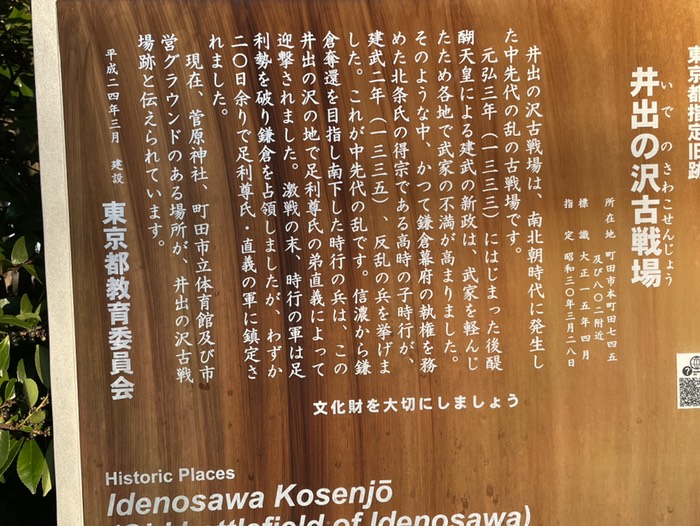 東京都指定旧跡
いでのさわこせんじょう
井出の沢古戦場
所在地 町田市本町田七四五
及び八〇二附近
標識 大正一五年四月
指定 昭和三〇年三月二八日
井出の沢古戦場は、南北朝時代に発生し
た中先代の乱の古戦場です。
元弘三年(一三三三)にはじまった後醍
醐天皇による建武の新政は、武家を軽んじ
たため各地で武家の不満が高まりました。
そのような中、かつて鎌倉幕府の執権を務
めた北条氏の得宗である高時の子時行が、
建武二年(一三三五)、反乱の兵を挙げま
した。これが中先代の乱です。信濃から鎌
倉奪還を目指し南下した時行の兵は、この
井出の沢の地で足利尊氏の弟直義によって
迎撃されました。激戦の末、時行の軍は足
利勢を破り鎌倉を占領しましたが、わずか
二〇日余りで足利尊氏・直義の軍に鎮定さ
れました。
現在、菅原神社、町田市立体育館及び市
営グラウンドのある場所が、井出の沢古戦
場跡と伝えられています。
平成二四年三月 建設
東京都教育委員会
文化財を大切にしましょう
Historic Places
Idenosawa Kosenjō
(Old battlefield of Idenosawa)